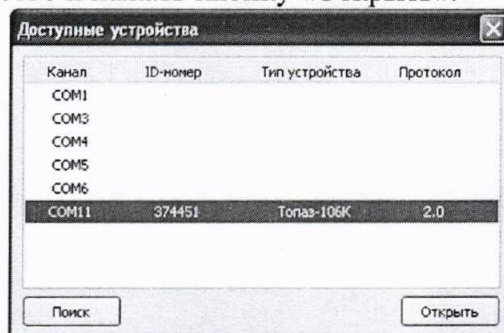 Доступные устройства
Канал ID-номер Тип устройства Протокол
COM1
COM3
COM4
COM5
COM6
COM11 374451 Топаз-106К 2.0
Поиск Открыть